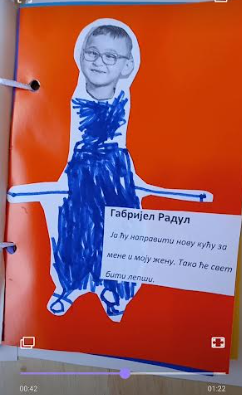 Габријел Радул
Ја ћу направити нову кућу за
мене и моју жену. Тако ће свет
бити лепши.
00:42
01:22